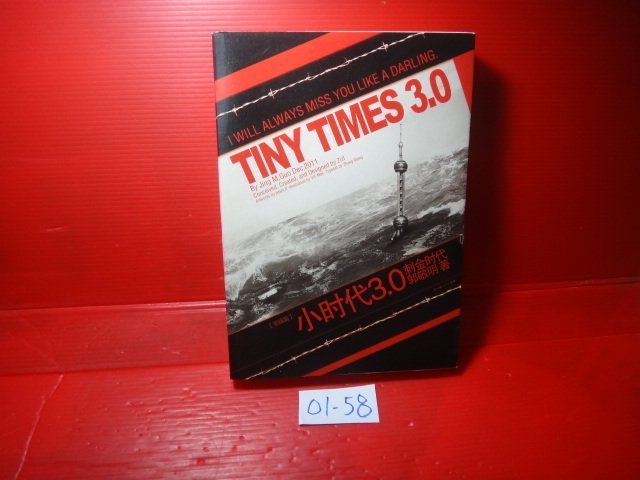 I WILL ALWAYS MISS YOU LIKE A DARLING.
TINY TIMES 3.0
By Jing M.Guo Dec 2011
Conceived, Created, and Designed by Zui
小时代3.0
刺金时代
郭敬明 著
01-58